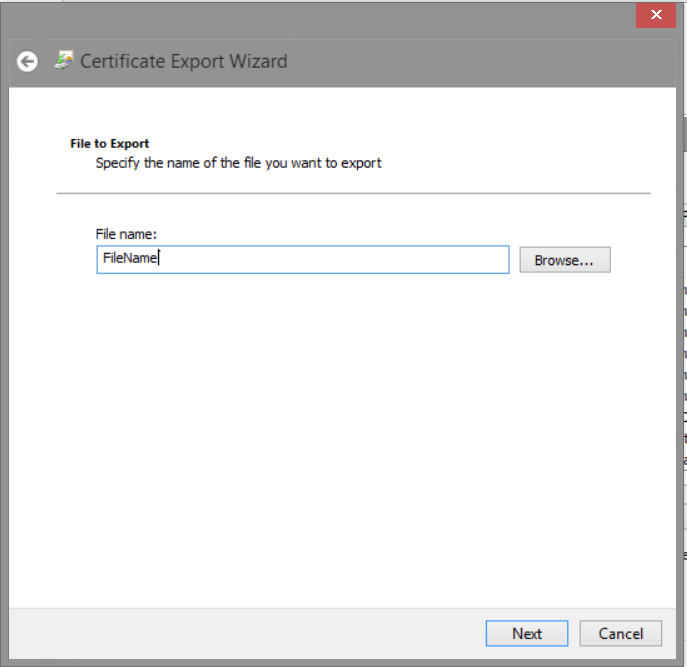 Certificate Export Wizard
File to Export
Specify the name of the file you want to export
File name:
FileName
Browse...
Next
Cancel